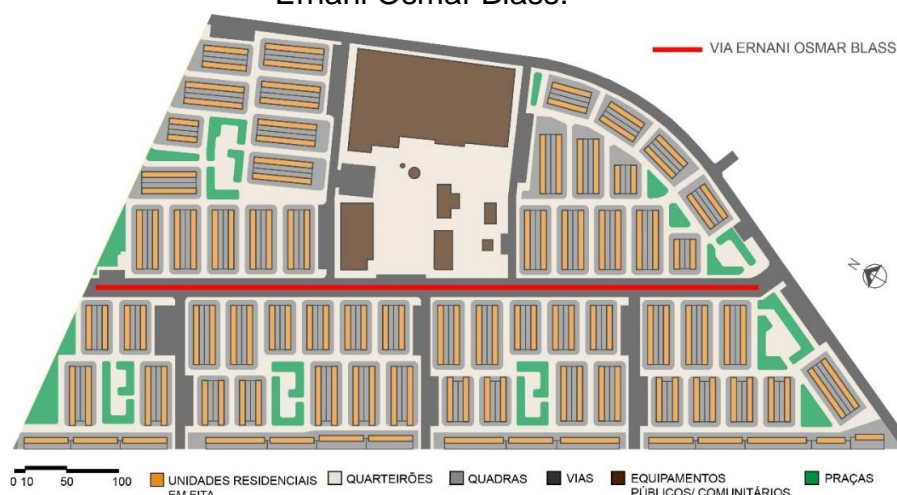 Ernani Osmar Blass.
VIA ERNANI OSMAR BLASS
N
0 10 50 100
UNIDADES RESIDENCIAIS
EM FITA
QUARTEIRÕES
QUADRAS
VIAS
EQUIPAMENTOS
PÚBLICOS/ COMUNITÁRIOS
PRAÇAS